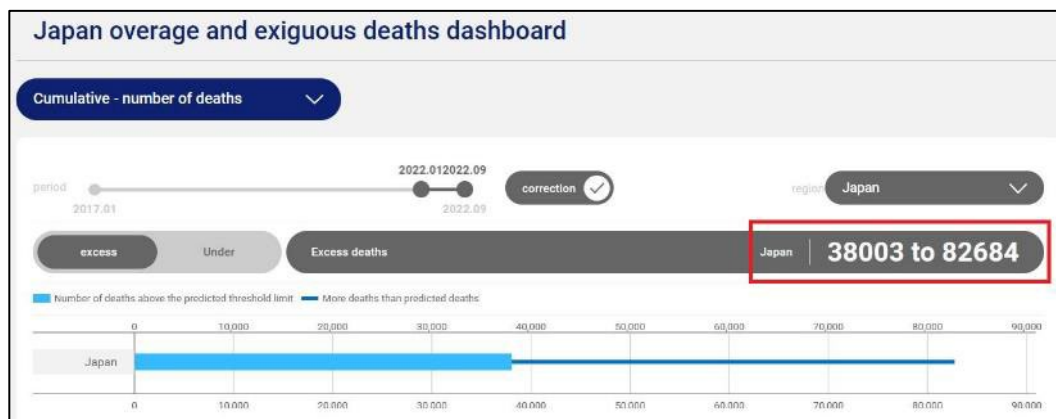 Japan overage and exiguous deaths dashboard
Cumulative - number of deaths
2022.012022.09
period
correction
region
Japan
2017.01
2022.09
excess
Under
Excess deaths
Japan
38003 to 82684
Number of deaths above the predicted threshold limit
More deaths than predicted deaths
0 10,000 20,000 30,000 40,000 50,000 60,000 70,000 80,000 90,000
Japan
0 10,000 20,000 30,000 40,000 50,000 60,000 70,000 80,000 90,000